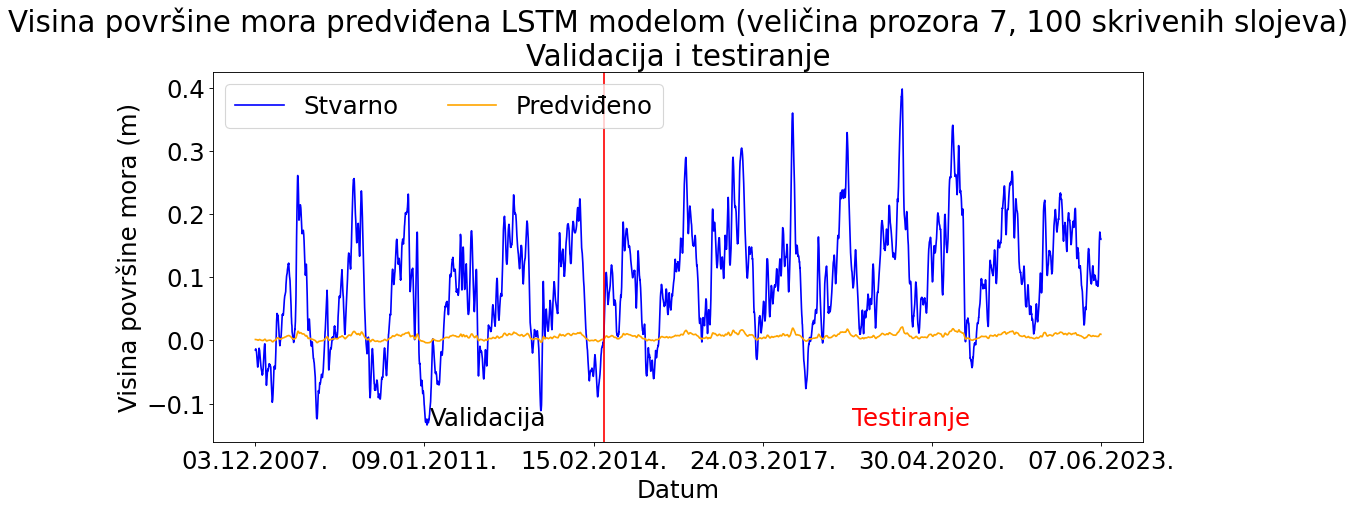 Visina površine mora predviđena LSTM modelom (veličina prozora 7, 100 skrivenih slojeva)
Validacija i testiranje
Stvarno
Predviđeno
Visina površine mora (m)
0.4
0.3
0.2
0.1
0.0
−0.1
Validacija
Testiranje
03.12.2007.
09.01.2011.
15.02.2014.
24.03.2017.
30.04.2020.
07.06.2023.
Datum